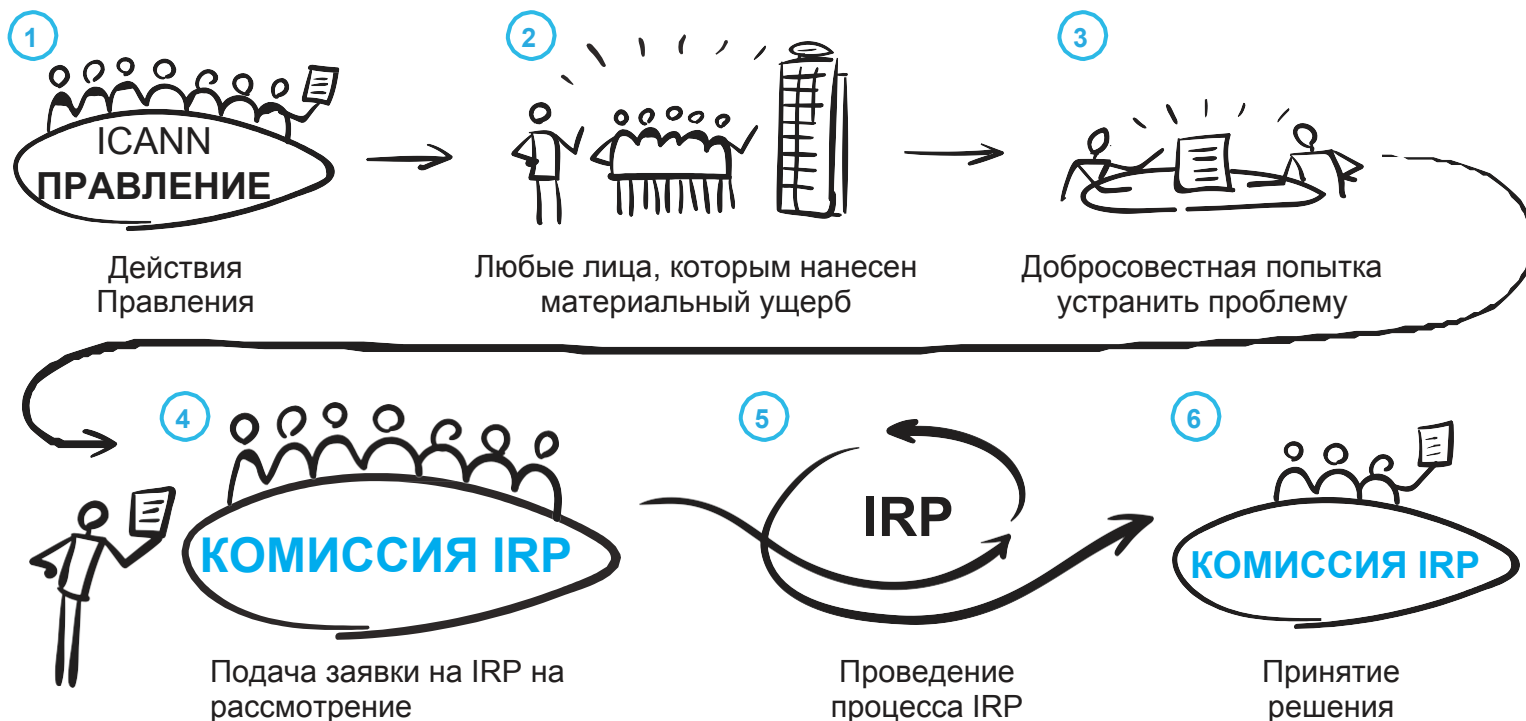 1
ICANN
ПРАВЛЕНИЕ
Действия
Правления
2
Любые лица, которым нанесен
материальный ущерб
3
Добросовестная попытка
устранить проблему
4
КОМИССИЯ IRP
Подача заявки на IRP на
рассмотрение
5
IRP
Проведение
процесса IRP
6
КОМИССИЯ IRP
Принятие
решения